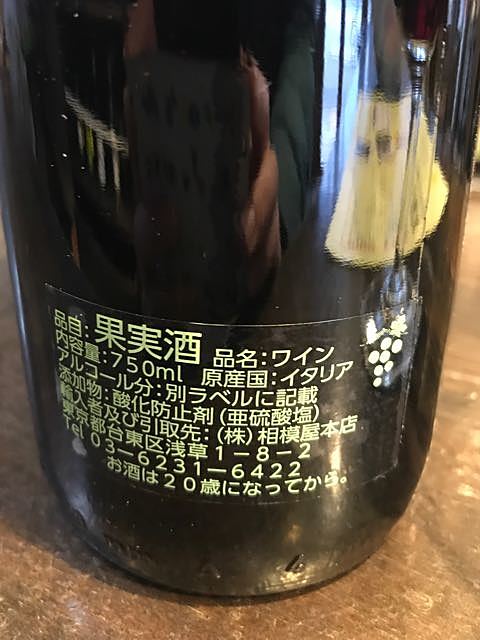 品目:果実酒 品名:ワイン
内容量:750ml 原産国:イタリア
アルコール分:別ラベルに記載
添加物:酸化防止剤(亜硫酸塩)
輸入者及び引取先:(株)相模屋本店
東京都台東区浅草1-8-2
Tel 03-6231-6422
お酒は20歳になってから。